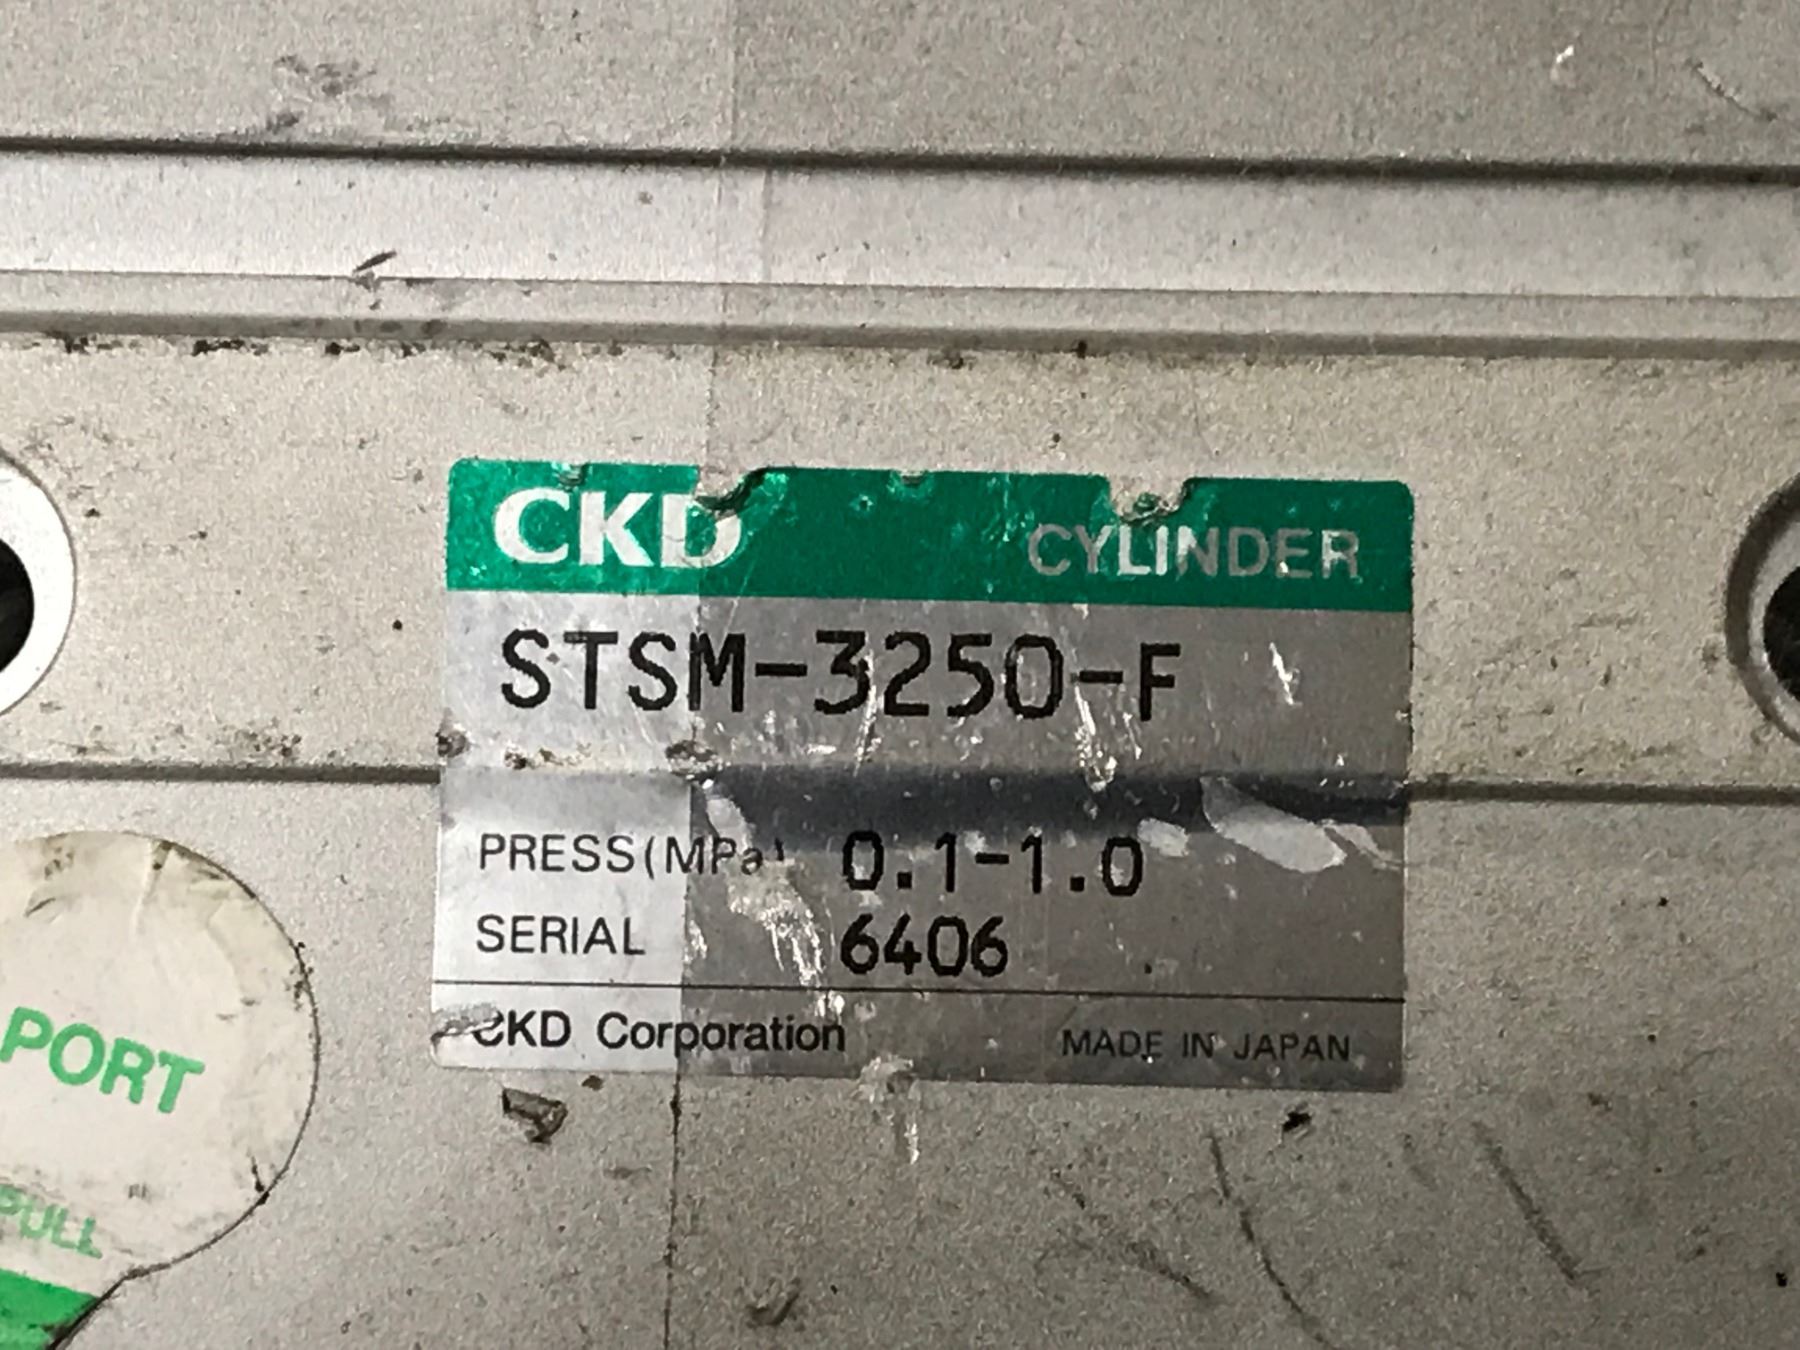 CKD CYLINDER
STSM-3250-F
PRESS(MPa) 0.1-1.0
SERIAL 6406
CKD Corporation MADE IN JAPAN
PORT
PULL